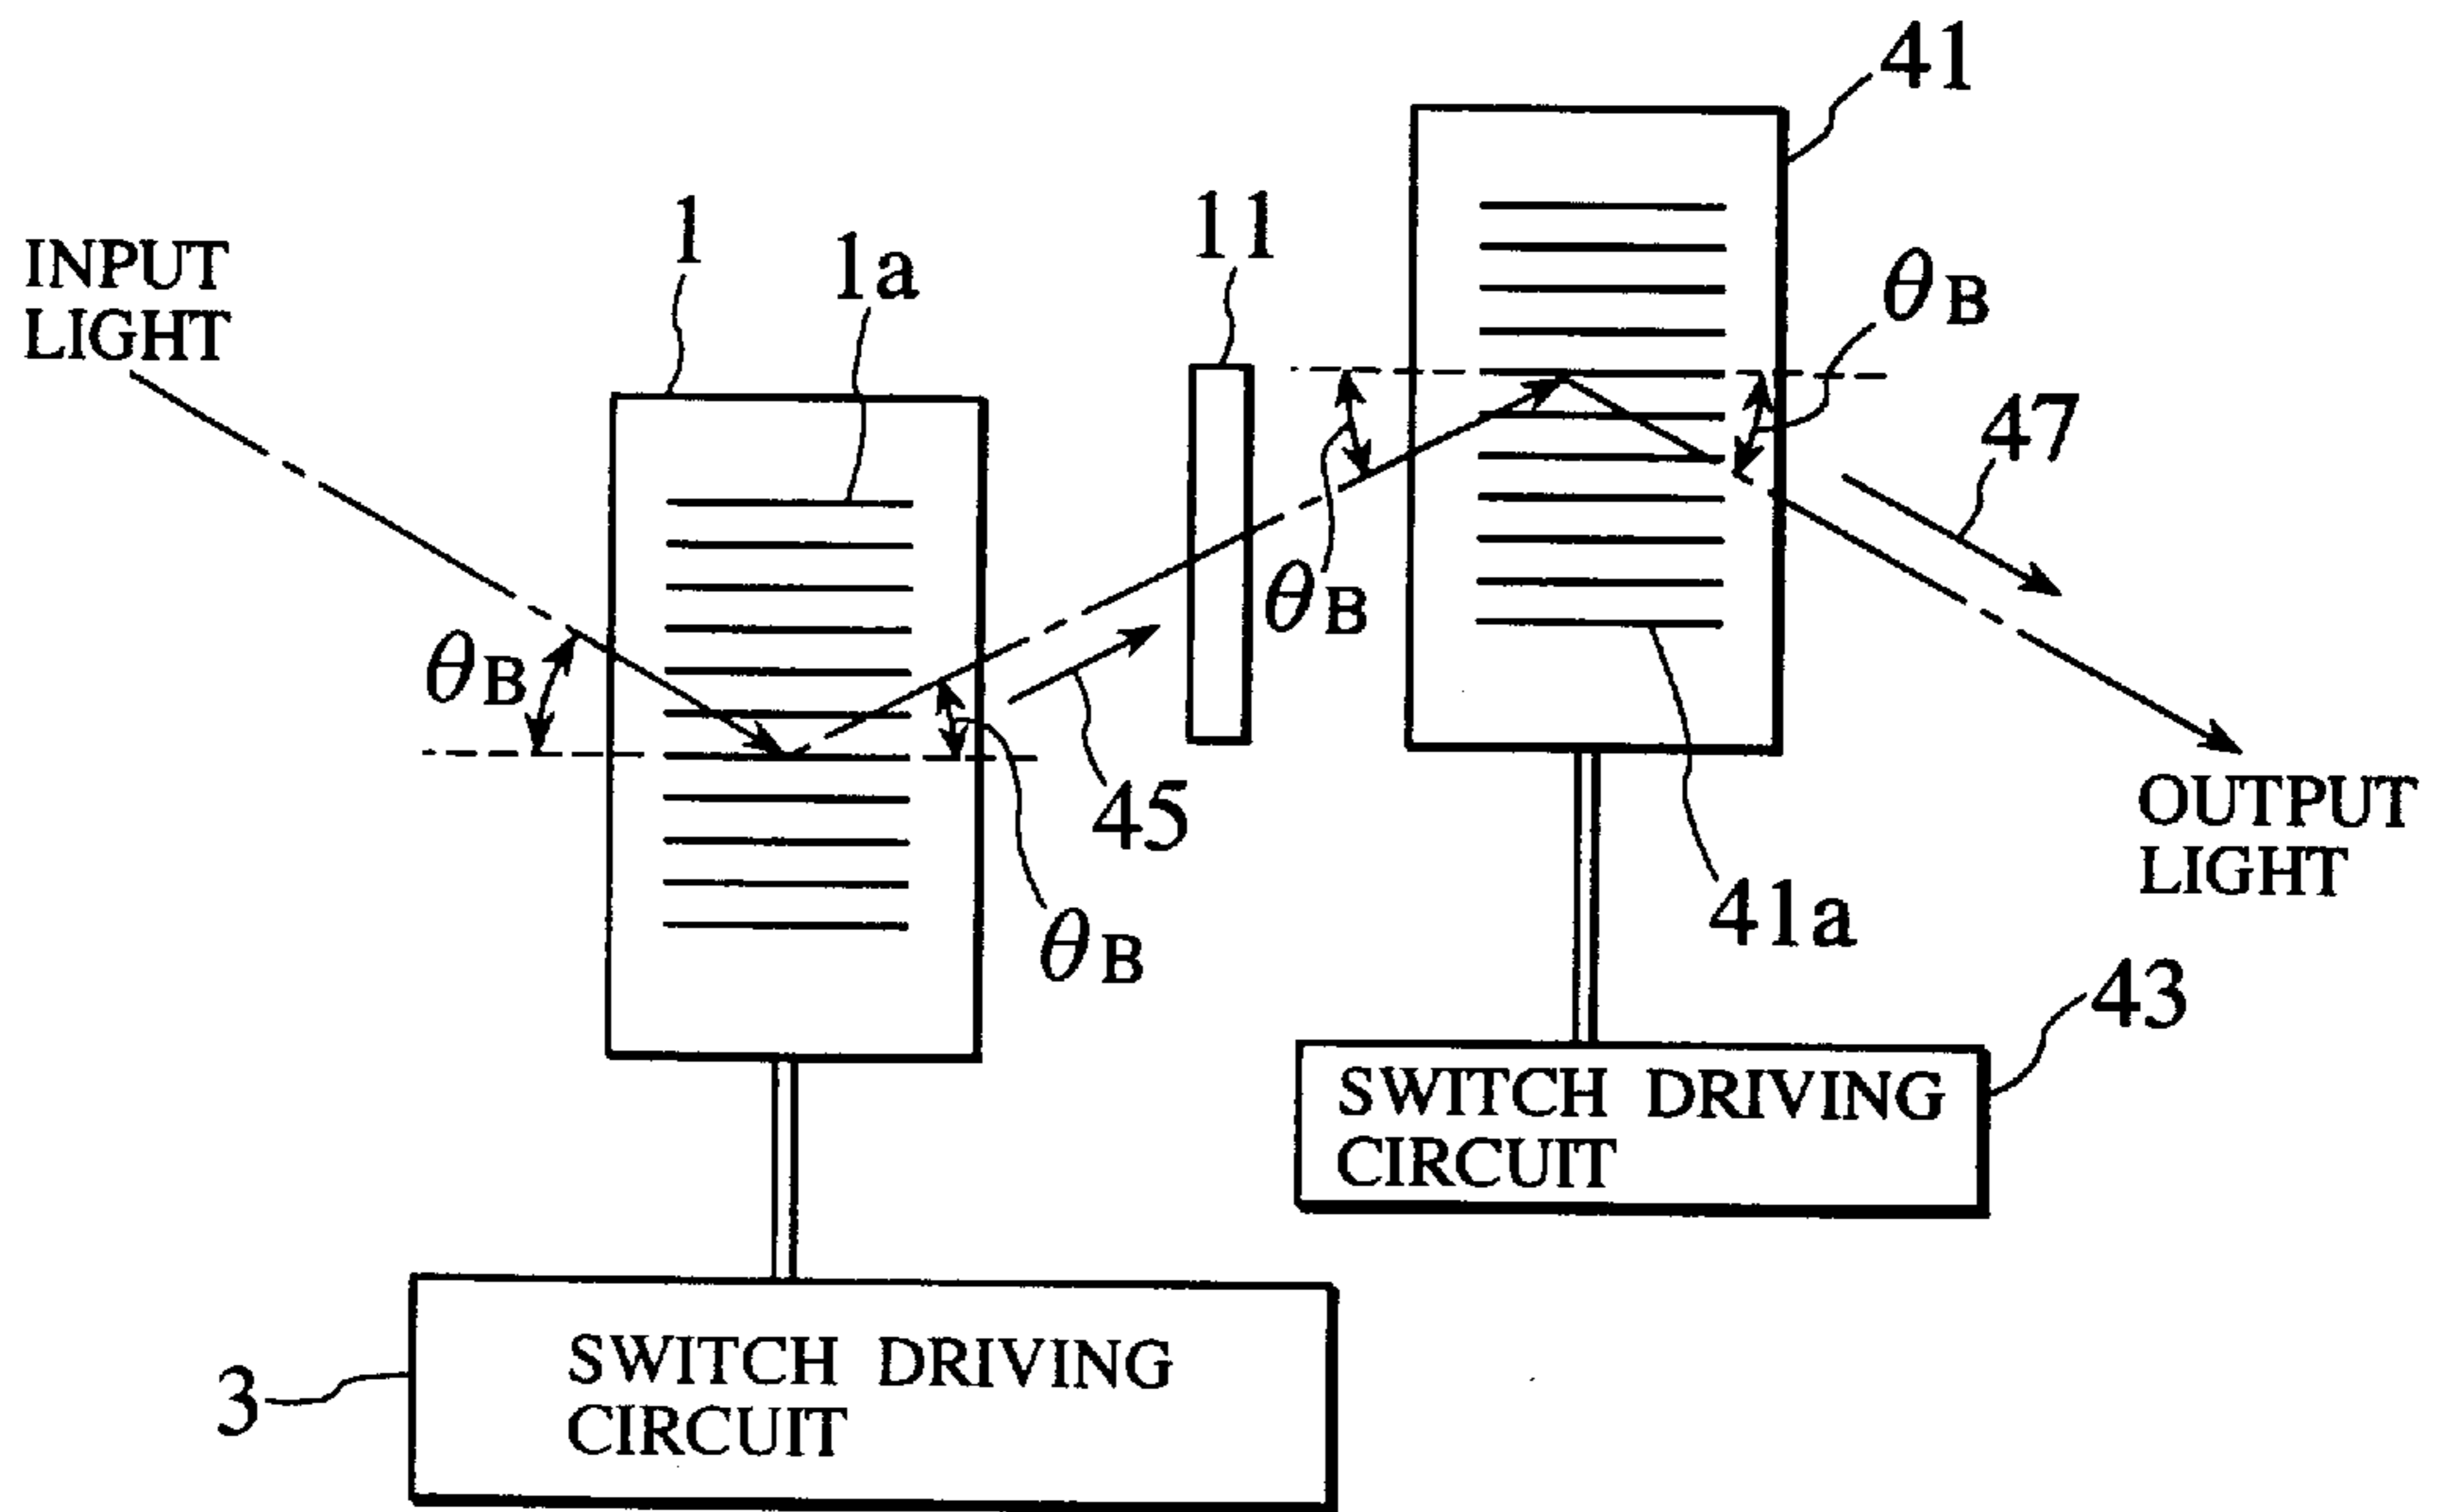 41
1
11
INPUT
LIGHT
1a
θB
47
θB
θB
45
OUTPUT
LIGHT
41a
θB
43
SWITCH DRIVING
CIRCUIT
SWITCH DRIVING
CIRCUIT
3